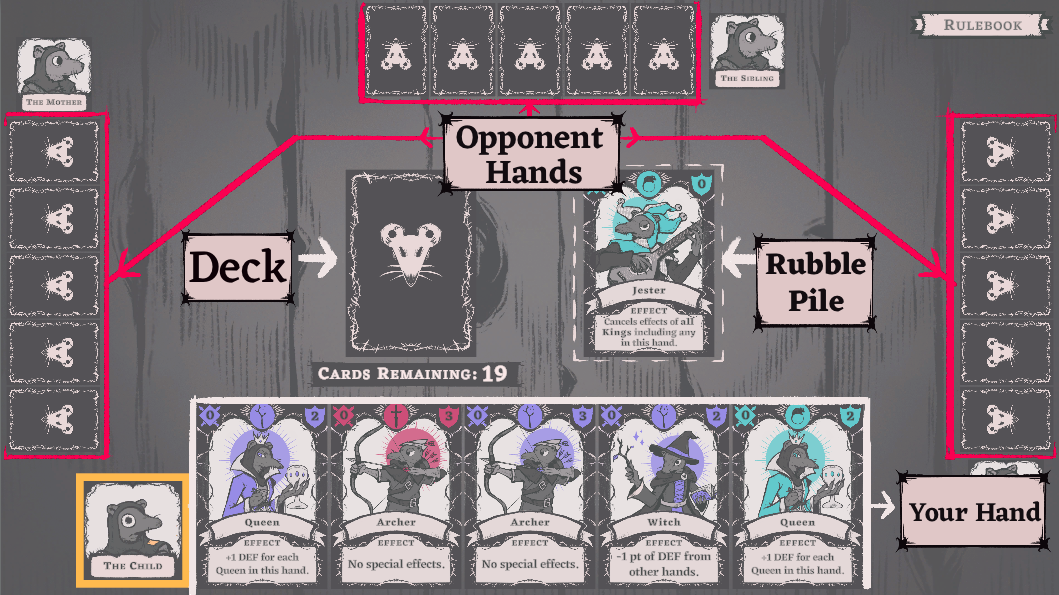 RULEBOOK
THE MOTHER
THE SIBLING
Opponent
Hands
0
Deck
Rubble
Pile
Jester
EFFECT
Cancels effects of all
Kings including any
in this hand.
CARDS REMAINING: 19
0 2
0 3
0 3
0 2
0 2
Queen
EFFECT
+1 DEF for each
Queen in this hand.
Archer
EFFECT
No special effects.
Archer
EFFECT
No special effects.
Witch
EFFECT
-1 pt of DEF from
other hands.
Queen
EFFECT
+1 DEF for each
Queen in this hand.
THE CHILD
Your Hand